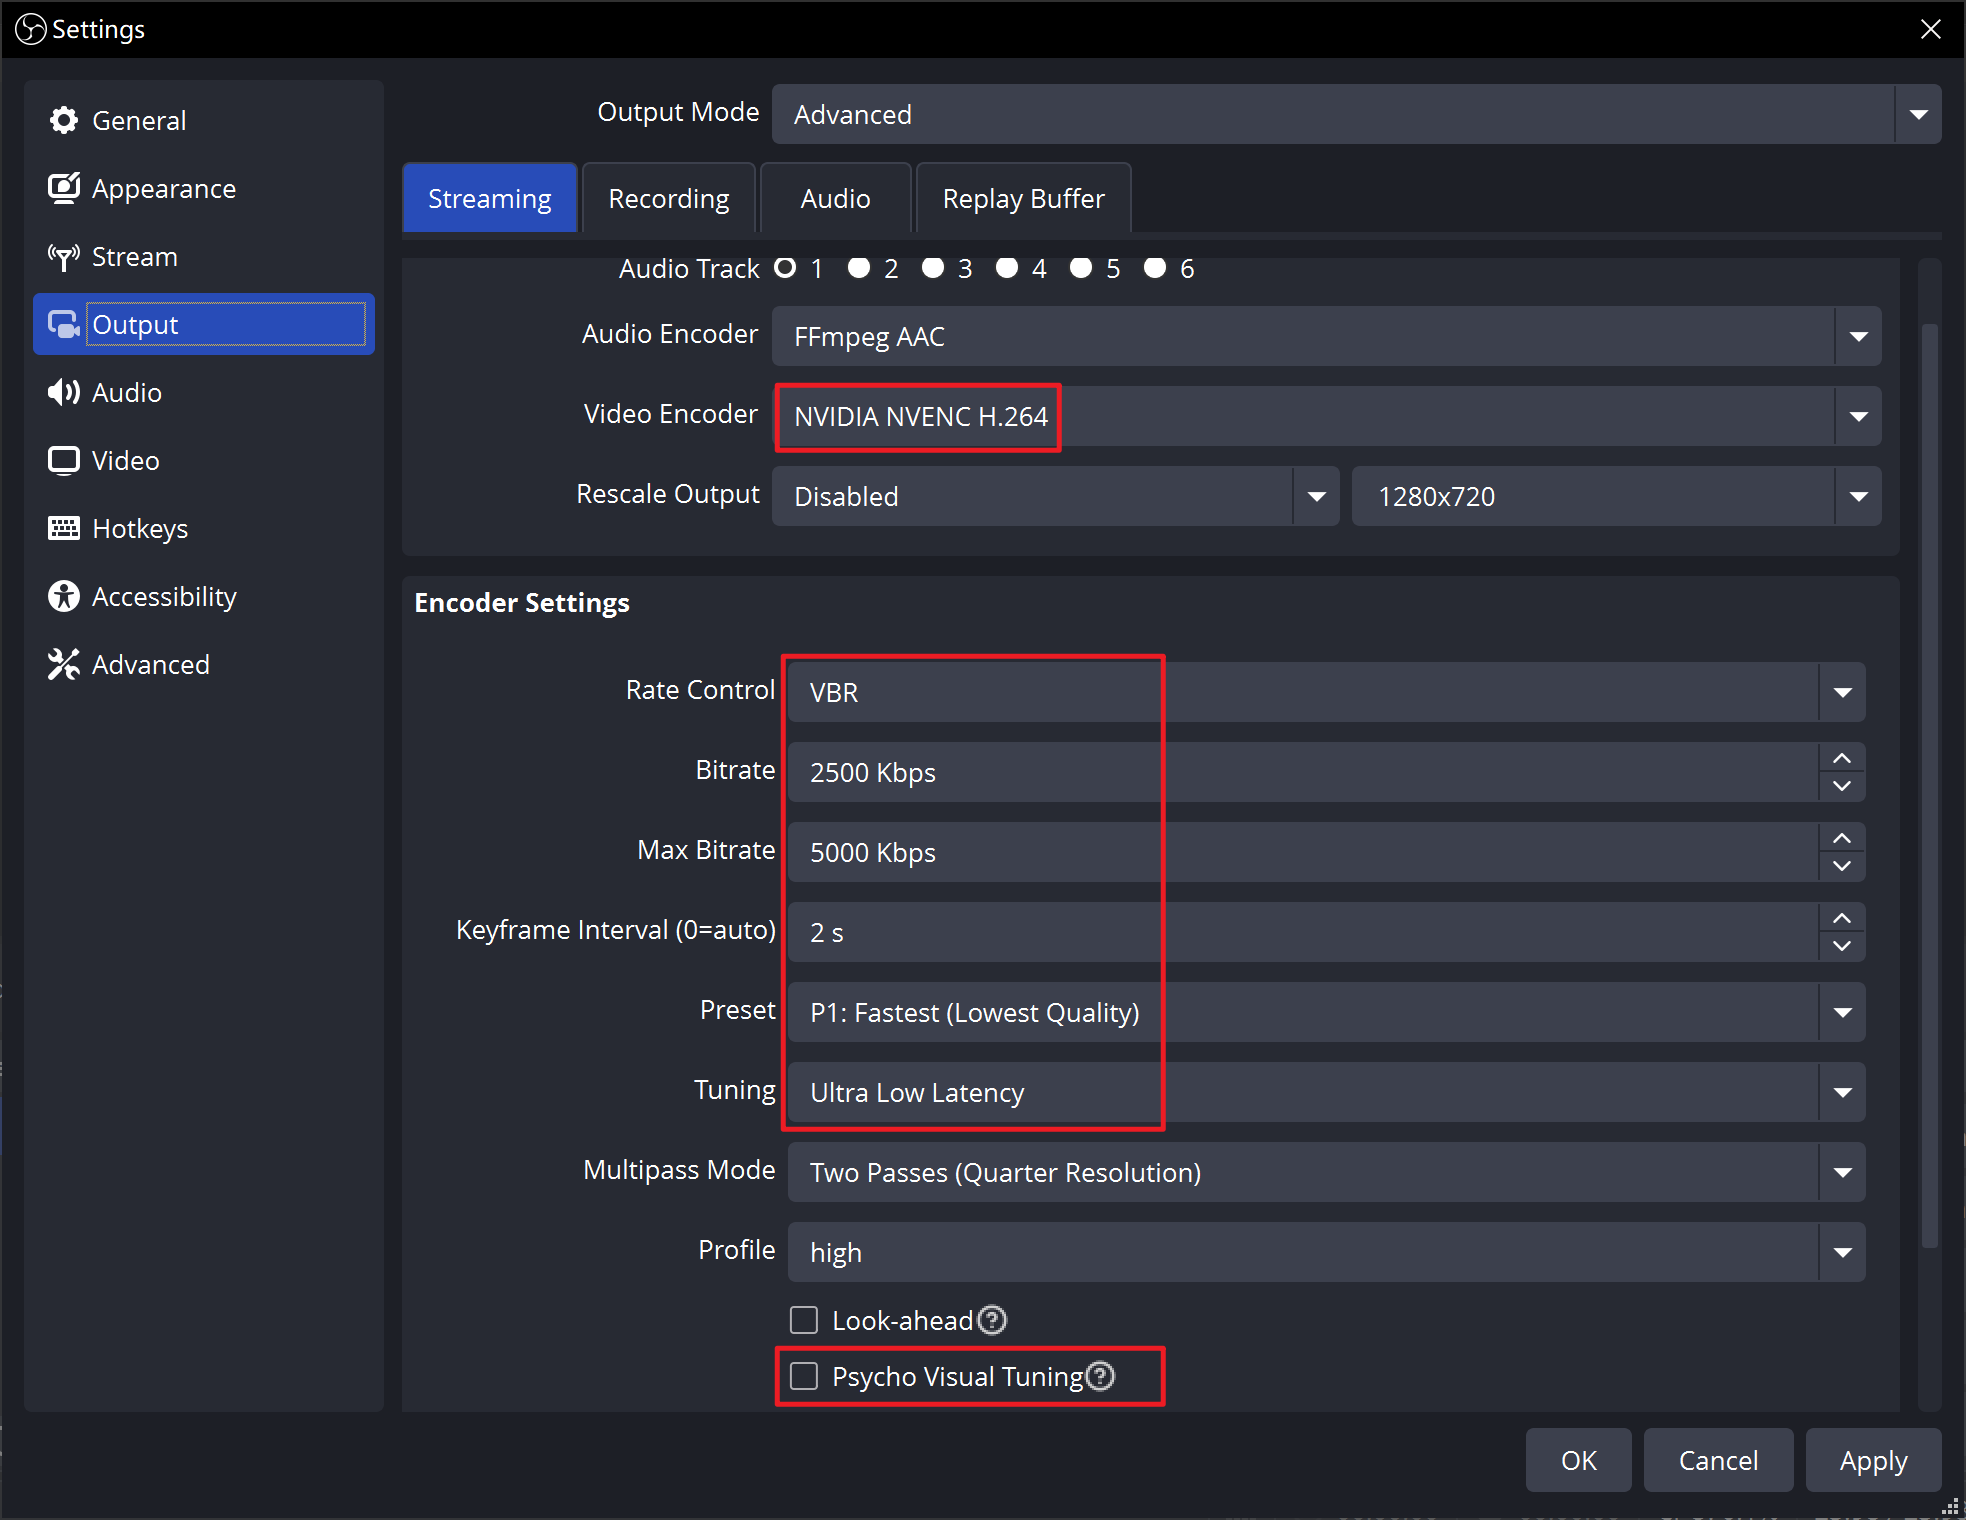 Settings
General
Appearance
Stream
Output
Audio
Video
Hotkeys
Accessibility
Advanced
Output Mode Advanced
Streaming Recording Audio Replay Buffer
Audio Track 1 2 3 4 5 6
Audio Encoder FFmpeg AAC
Video Encoder NVIDIA NVENC H.264
Rescale Output Disabled 1280x720
Encoder Settings
Rate Control VBR
Bitrate 2500 Kbps
Max Bitrate 5000 Kbps
Keyframe Interval (0=auto) 2 s
Preset P1: Fastest (Lowest Quality)
Tuning Ultra Low Latency
Multipass Mode Two Passes (Quarter Resolution)
Profile high
Look-ahead ?
Psycho Visual Tuning ?
OK Cancel Apply